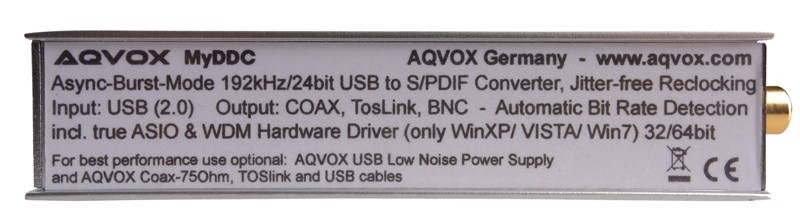 AQVOX MyDDC AQVOX Germany - www.aqvox.com
Async-Burst-Mode 192kHz/24bit USB to S/PDIF Converter, Jitter-free Reclocking
Input: USB (2.0) Output: COAX, TosLink, BNC - Automatic Bit Rate Detection
incl. true ASIO & WDM Hardware Driver (only WinXP/ VISTA/ Win7) 32/64bit
For best performance use optional: AQVOX USB Low Noise Power Supply
and AQVOX Coax-75Ohm, TOSlink and USB cables
CE